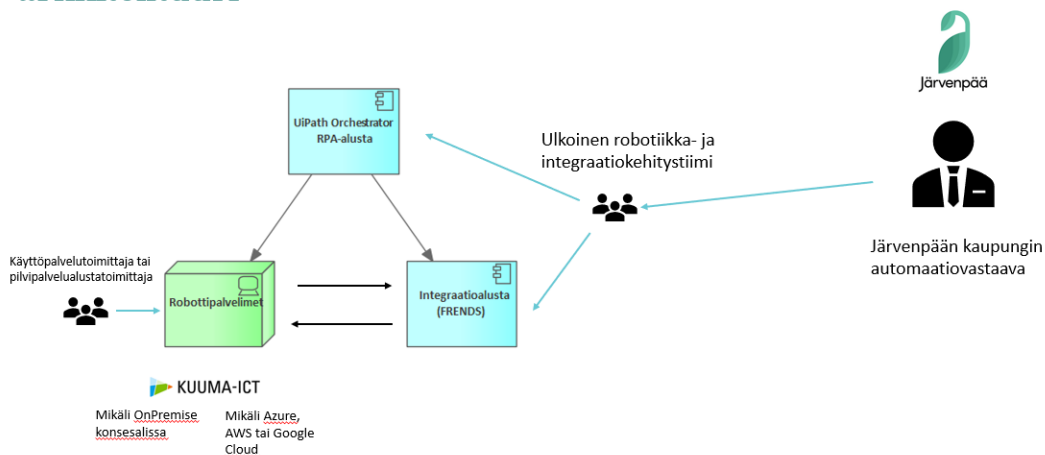 Järvenpää
UiPath Orchestrator
RPA-alusta
Ulkoinen robotiikka- ja
integraatiokehitystiimi
Järvenpään kaupungin
automaatiovastaava
Käyttöpalvelutoimittaja tai
pilvipalvelualustatoimittaja
Robottipalvelimet
Integraatioalusta
(FRENDS)
KUUMA-ICT
Mikäli OnPremise
konsesalissa
Mikäli Azure,
AWS tai Google
Cloud